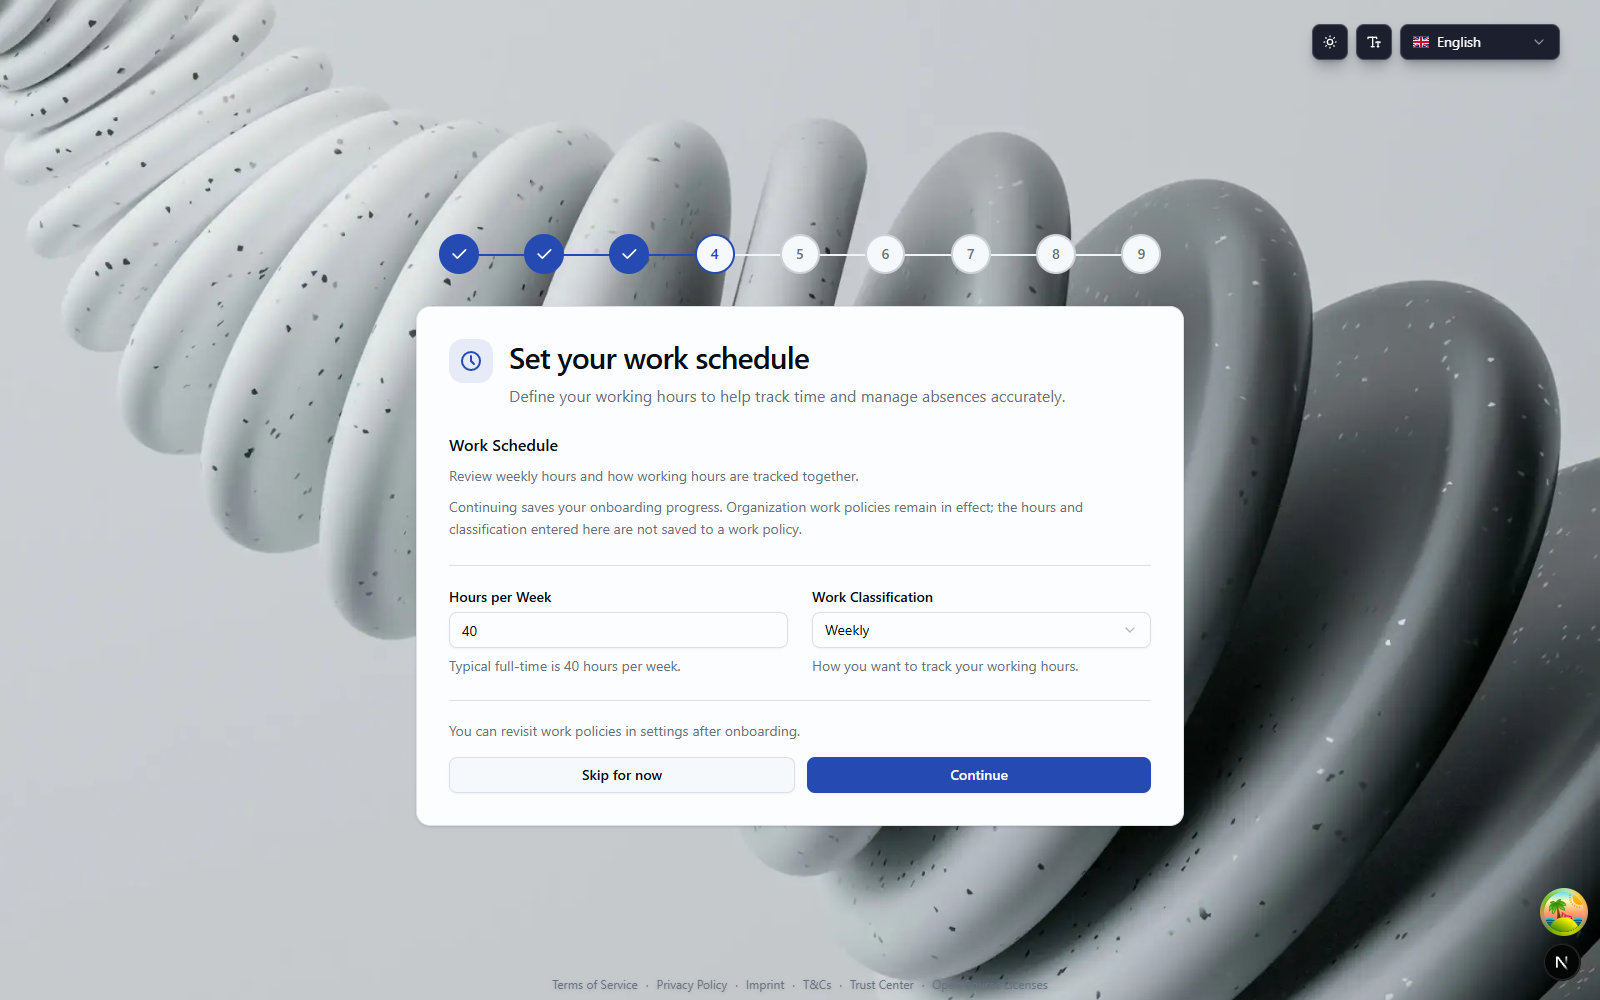 English
4
5
6
7
8
9
Set your work schedule
Define your working hours to help track time and manage absences accurately.
Work Schedule
Review weekly hours and how working hours are tracked together.
Continuing saves your onboarding progress. Organization work policies remain in effect; the hours and
classification entered here are not saved to a work policy.
Hours per Week
Work Classification
40
Weekly
Typical full-time is 40 hours per week.
How you want to track your working hours.
You can revisit work policies in settings after onboarding.
Skip for now
Continue
Terms of Service · Privacy Policy · Imprint · T&Cs · Trust Center · Licenses
N